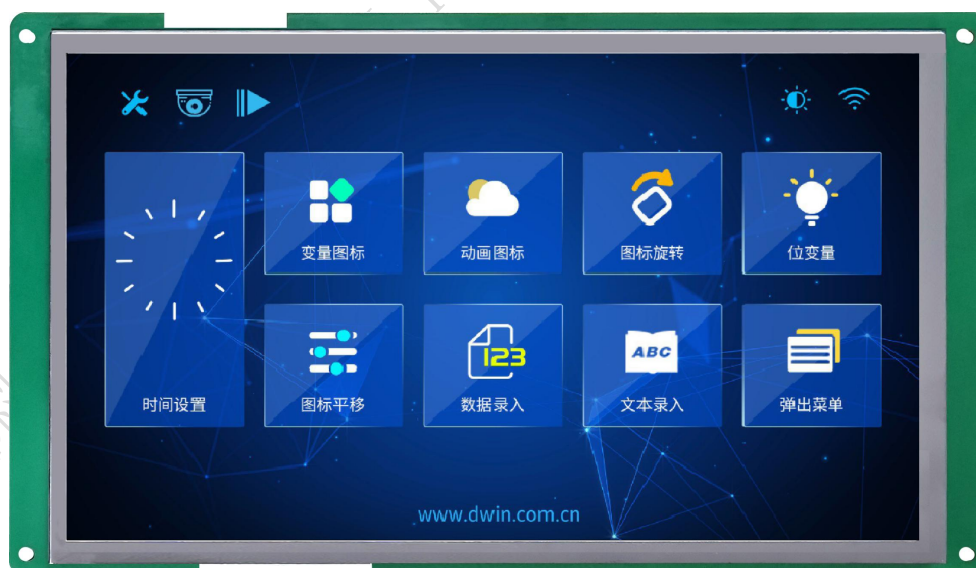 变量图标
动画图标
图标旋转
位变量
时间设置
图标平移
123
数据录入
ABC
文本录入
弹出菜单
www.dwin.com.cn